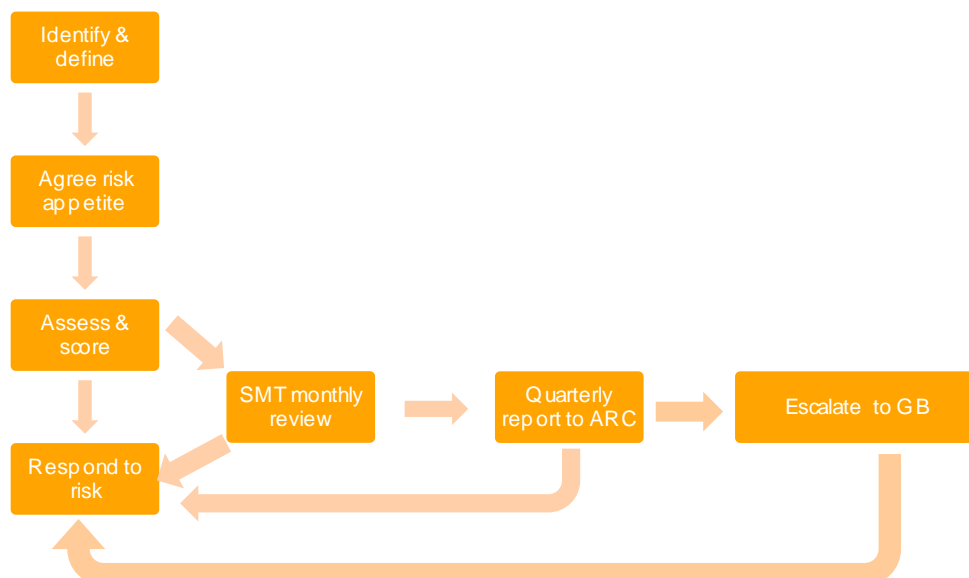 Identify &
define
Agree risk
appetite
Assess &
score
SMT monthly
review
Quarterly
report to ARC
Escalate to GB
Respond to
risk